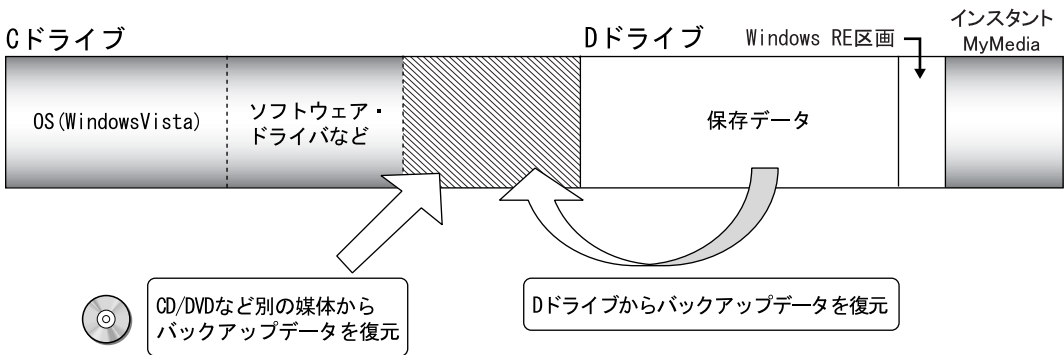 Cドライブ
Dドライブ
Windows RE区画
インスタント
MyMedia
OS(WindowsVista)
ソフトウェア・
ドライバなど
保存データ
CD/DVDなど別の媒体から
バックアップデータを復元
Dドライブからバックアップデータを復元